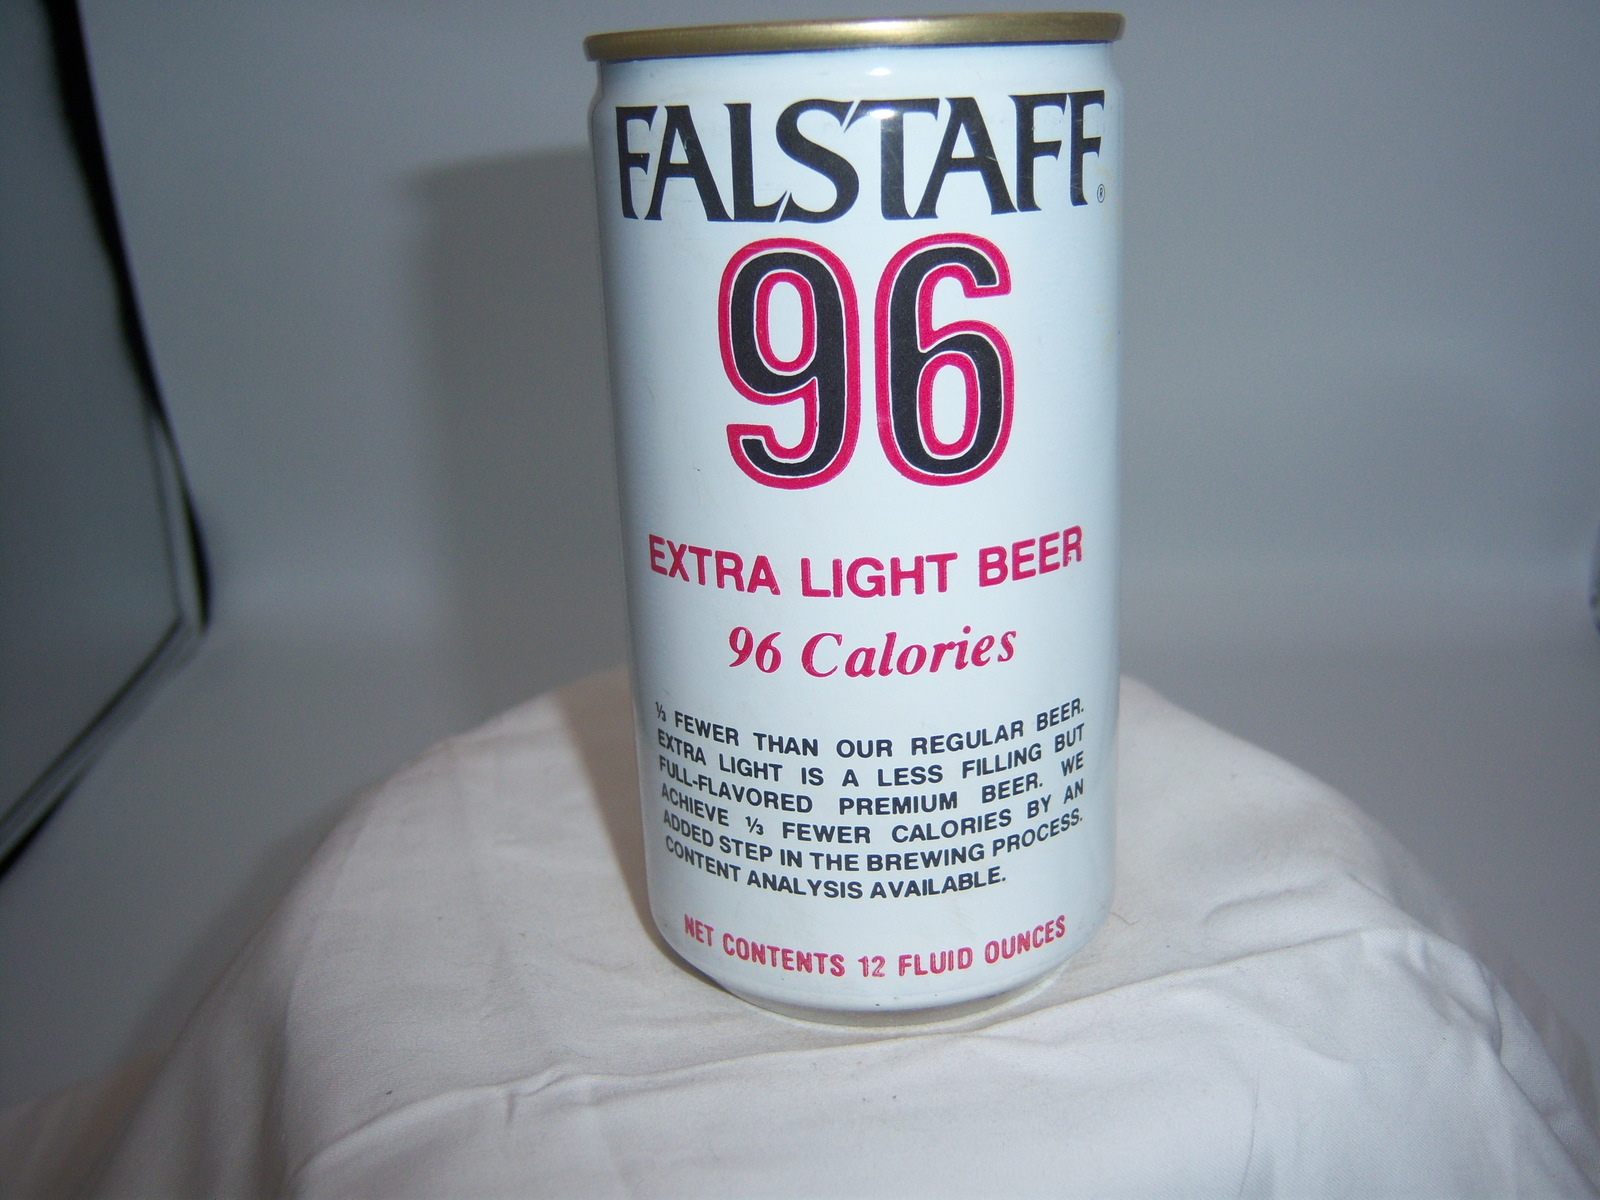 FALSTAFF®
96
EXTRA LIGHT BEER
96 Calories
⅓ FEWER THAN OUR REGULAR BEER.
EXTRA LIGHT IS A LESS FILLING BUT
FULL-FLAVORED PREMIUM BEER. WE
ACHIEVE ⅓ FEWER CALORIES BY AN
ADDED STEP IN THE BREWING PROCESS.
CONTENT ANALYSIS AVAILABLE.
NET CONTENTS 12 FLUID OUNCES